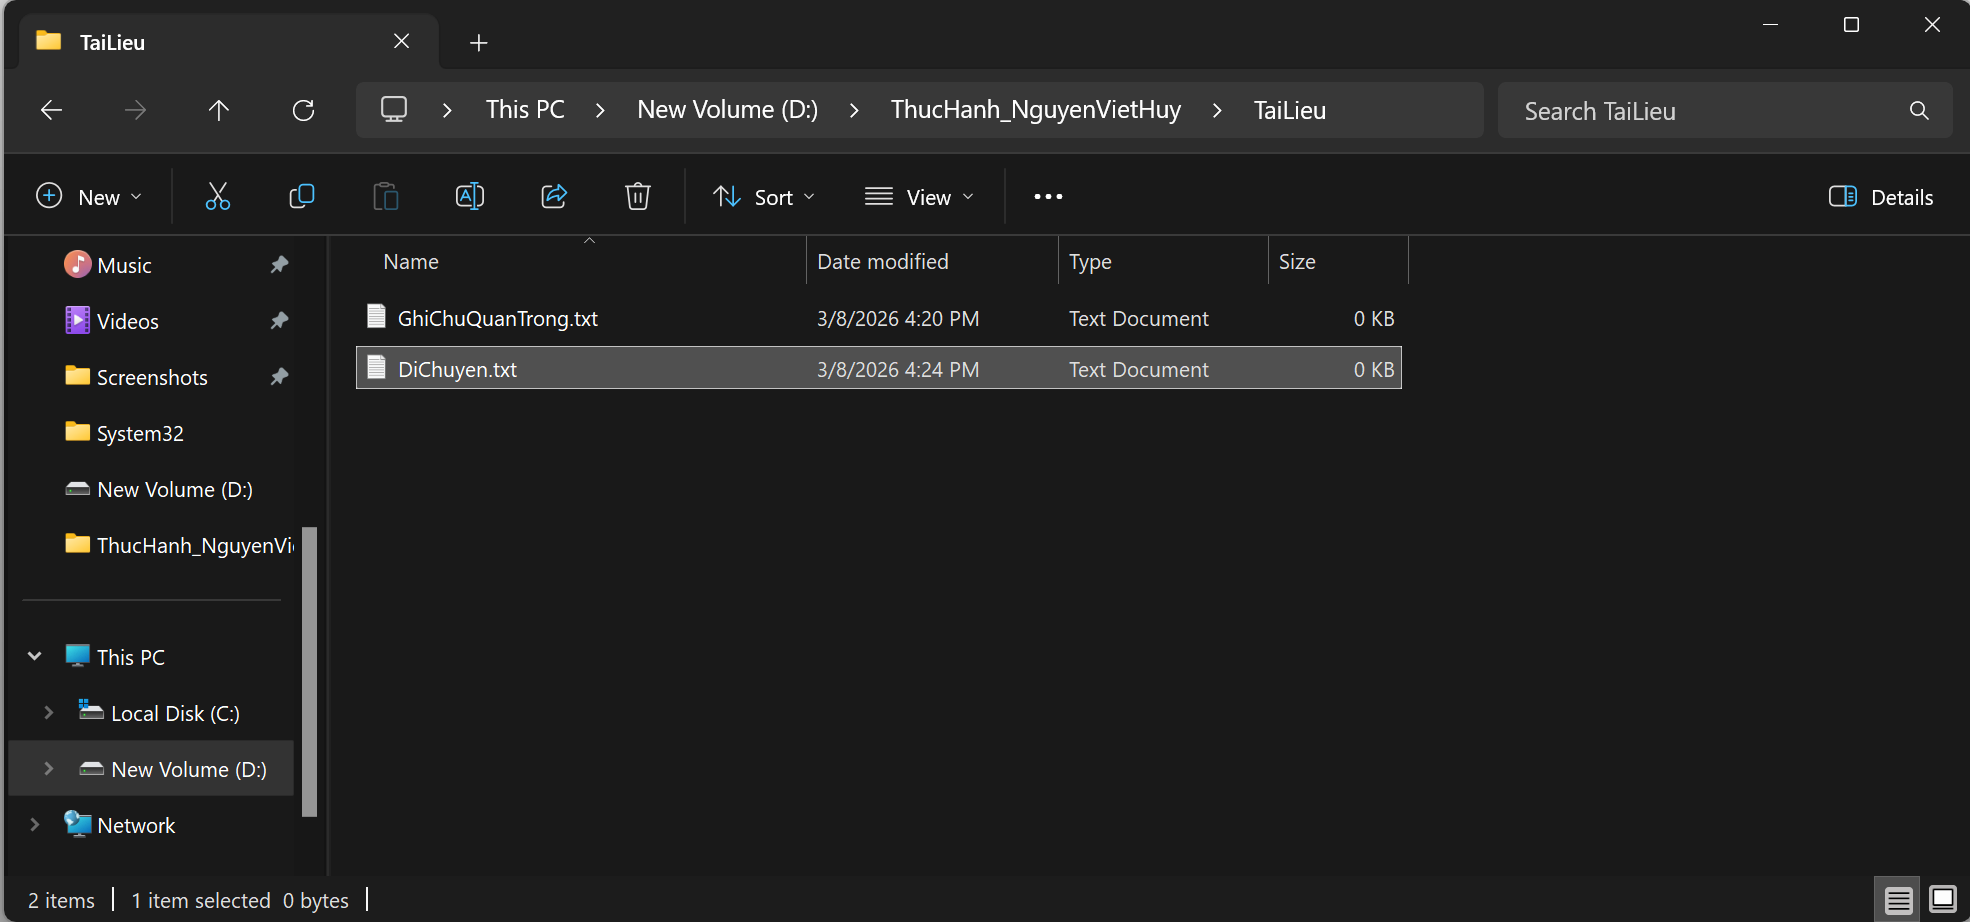 TaiLieu
This PC New Volume (D:) ThucHanh_NguyenVietHuy TaiLieu
Search TaiLieu
New
Sort
View
Details
Music
Videos
Screenshots
System32
New Volume (D:)
ThucHanh_NguyenVi
This PC
Local Disk (C:)
New Volume (D:)
Network
Name Date modified Type Size
GhiChuQuanTrong.txt 3/8/2026 4:20 PM Text Document 0 KB
DiChuyen.txt 3/8/2026 4:24 PM Text Document 0 KB
2 items 1 item selected 0 bytes